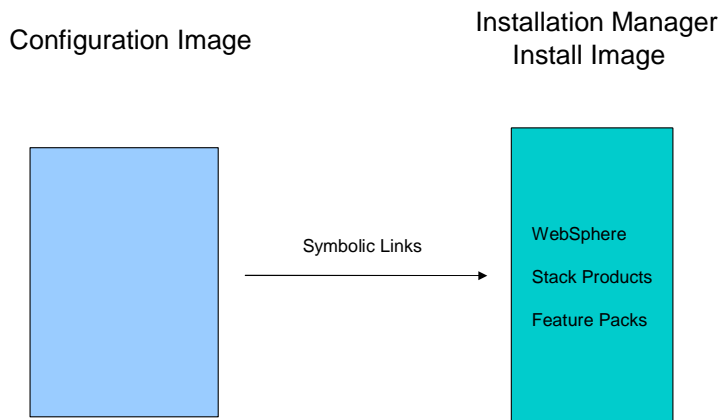 Configuration Image
Installation Manager
Install Image
Symbolic Links
WebSphere
Stack Products
Feature Packs